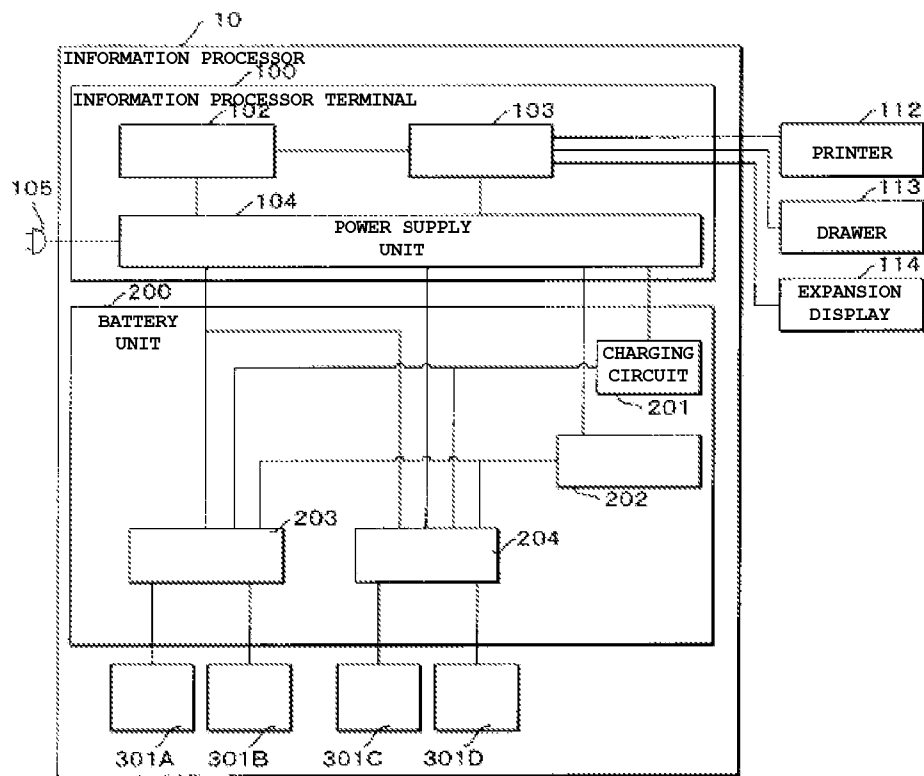 10
INFORMATION PROCESSOR
100
INFORMATION PROCESSOR TERMINAL
102
103
112
PRINTER
105
104
POWER SUPPLY
UNIT
113
DRAWER
114
EXPANSION
DISPLAY
200
BATTERY
UNIT
CHARGING
CIRCUIT
201
202
203
204
301A
301B
301C
301D